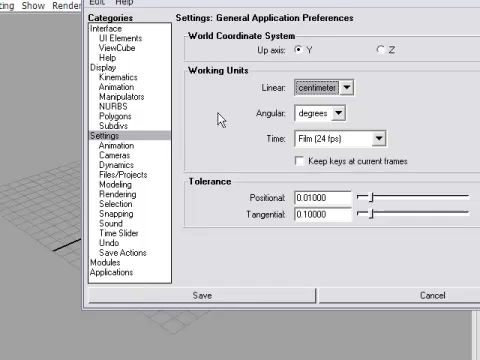 Show Render
Edit Help
Categories
Settings: General Application Preferences
Interface
UI Elements
ViewCube
Help
Display
Kinematics
Animation
Manipulators
NURBS
Polygons
Subdivs
Settings
Animation
Cameras
Dynamics
Files/Projects
Modeling
Rendering
Selection
Snapping
Sound
Time Slider
Undo
Save Actions
Modules
Applications
World Coordinate System
Up axis: Y Z
Working Units
Linear: centimeter
Angular: degrees
Time: Film (24 fps)
Keep keys at current frames
Tolerance
Positional: 0.01000
Tangential: 0.10000
Save Cancel